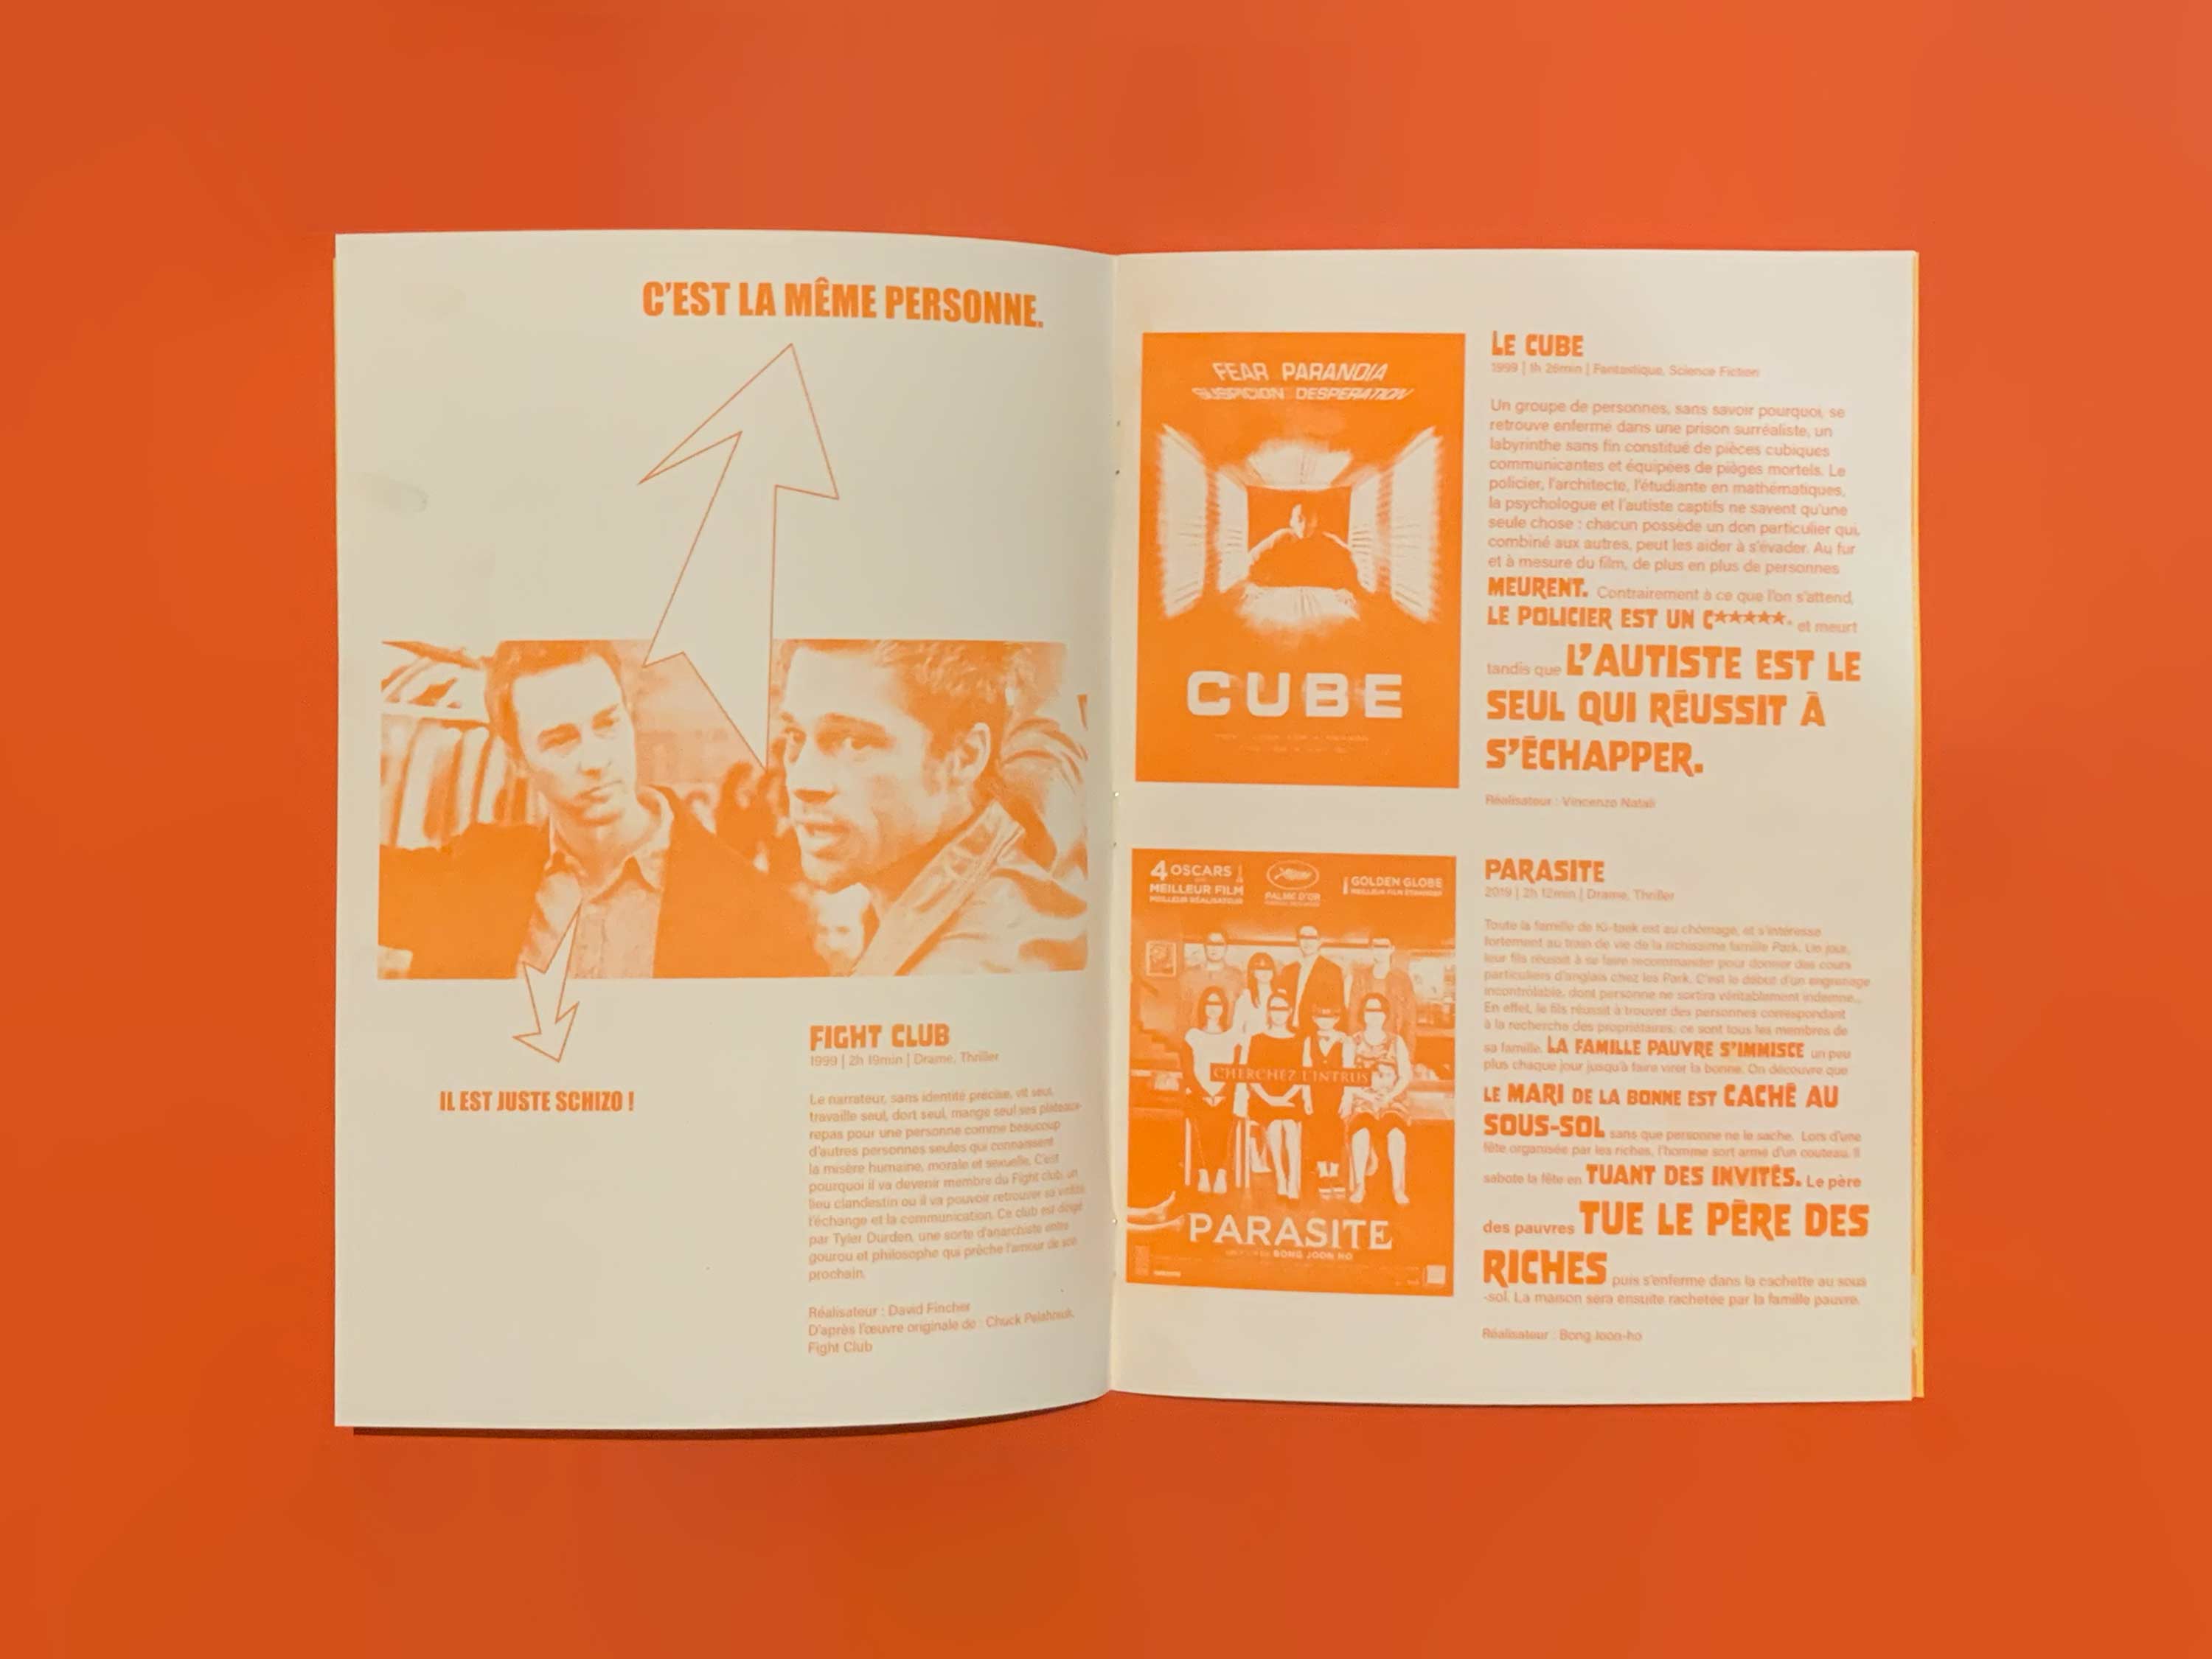 C'EST LA MÊME PERSONNE.
IL EST JUSTE SCHIZO !
FIGHT CLUB
1999 | 2h 19min | Drame, Thriller
Le narrateur, sans identité précise, vit seul,
travaille seul, dort seul, mange seul ses plateaux-
repas pour une personne comme beaucoup
d'autres personnes seules qui connaissent
la misère humaine, morale et sexuelle. C'est
pourquoi il va devenir membre du Fight club, un
lieu clandestin ou il va pouvoir retrouver sa virilité
l'échange et la communication. Ce club est dirigé
par Tyler Durden, une sorte d'anarchiste entre
gourou et philosophe qui prêche l'amour de son
prochain.
Réalisateur : David Fincher
D'après l'œuvre originale de : Chuck
Fight Club
FEAR PARANOIA
SUSPICION DESPERATION
CUBE
LE CUBE
1999 | 1h 26min | Fantastique, Science Fiction
Un groupe de personnes, sans savoir pourquoi, se
retrouve enfermé dans une prison surréaliste, un
labyrinthe sans fin constitué de pièces cubiques
communicantes et équipées de pièges mortels. Le
policier, l'architecte, l'étudiante en mathématiques,
la psychologue et l'autiste captifs ne savent qu'une
seule chose : chacun possède un don particulier qui,
combiné aux autres, peut les aider à s'évader. Au fur
et à mesure du film, de plus en plus de personnes
MEURENT. Contrairement à ce que l'on s'attend,
LE POLICIER EST UN C*****, et meurt
tandis que L'AUTISTE EST LE
SEUL QUI RÉUSSIT À
S'ÉCHAPPER.
Réalisateur : Vincenzo Natali
4 OSCARS
MEILLEUR FILM
MEILLEUR RÉALISATEUR
PALME D'OR
1 GOLDEN GLOBE
MEILLEUR FILM ÉTRANGER
CHERCHEZ L'INTRUS
PARASITE
BONG JOON HO
PARASITE
2019 | 2h 12min | Drame, Thriller
Toute la famille de Ki-taek est au chômage, et s'intéresse
fortement au train de vie de la richissime famille Park. Un jour,
leur fils réussit à se faire recommander pour donner des cours
particuliers d'anglais chez les Park. C'est le début d'un engrenage
incontrôlable, dont personne ne sortira véritablement indemne...
En effet, le fils réussit à trouver des personnes correspondant
à la recherche des propriétaires: ce sont tous les membres de
sa famille. LA FAMILLE PAUVRE S'IMMISCE un peu
plus chaque jour jusqu'à faire virer la bonne. On découvre que
LE MARI DE LA BONNE EST CACHÉ AU
SOUS-SOL sans que personne ne le sache. Lors d'une
fête organisée par les riches, l'homme sort armé d'un couteau. Il
sabote la fête en TUANT DES INVITÉS. Le père
des pauvres TUE LE PÈRE DES
RICHES puis s'enferme dans la cachette au sous
-sol. La maison sera ensuite rachetée par la famille pauvre.
Réalisateur : Bong Joon-ho